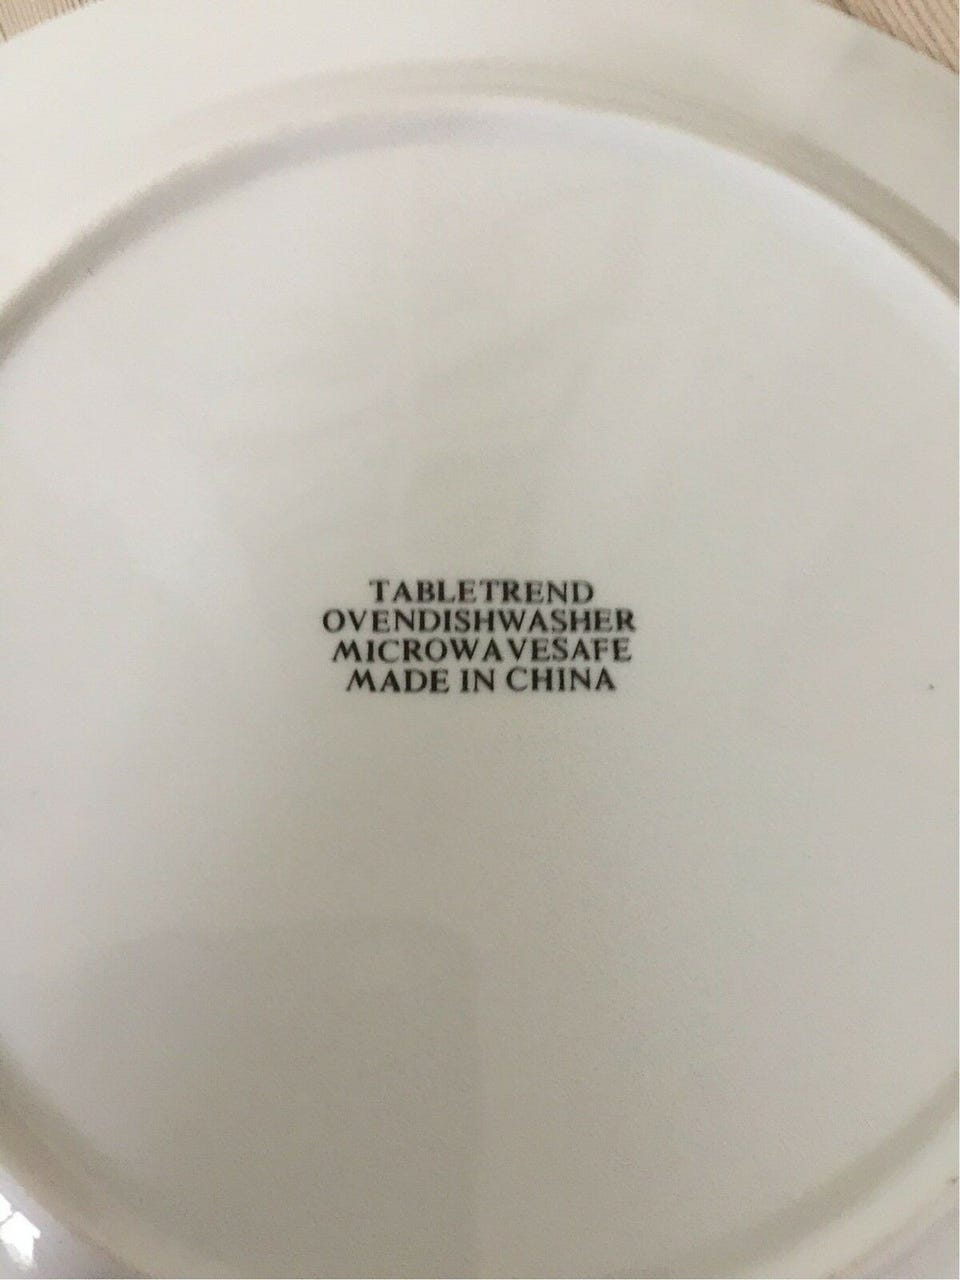 TABLETREND
OVENDISHWASHER
MICROWAVESAFE
MADE IN CHINA